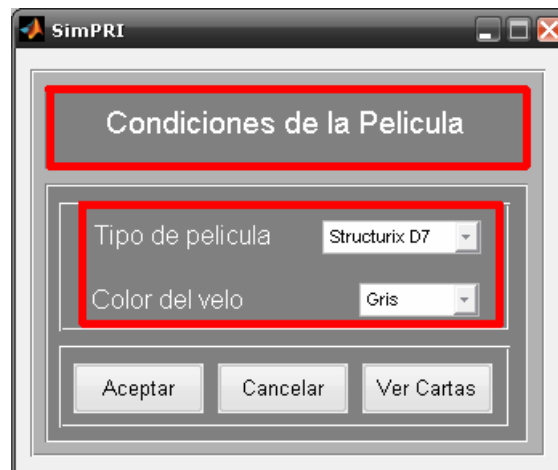 SimPRI
Condiciones de la Pelicula
Tipo de pelicula Structurix D7
Color del velo Gris
Aceptar Cancelar Ver Cartas